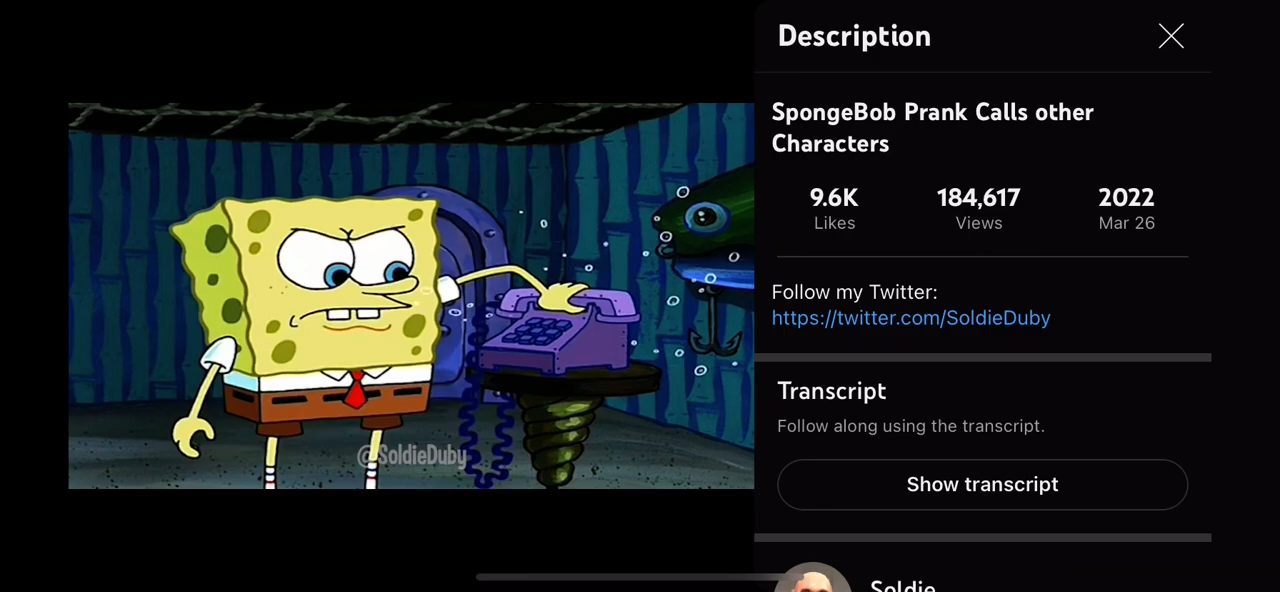 Description
SpongeBob Prank Calls other
Characters
9.6K
184,617
2022
Likes
Views
Mar 26
Follow my Twitter:
https://twitter.com/SoldieDuby
Transcript
Follow along using the transcript.
Show transcript
Soldie
@SoldieDuby